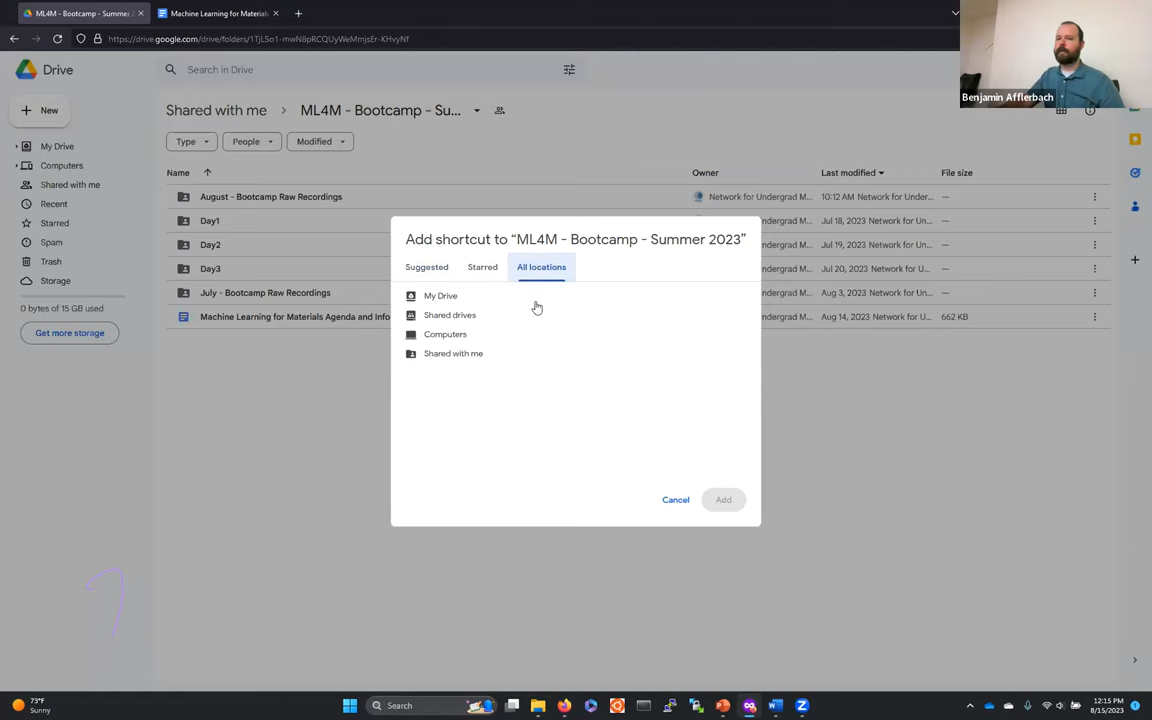 ML4M - Bootcamp - Summer 2
Machine Learning for Materials
https://drive.google.com/drive/folders/1TjLSo1-mwN8pRCQUyWeMmjsEr-KHvyNf
Benjamin Afflerbach
Drive
Search in Drive
New
Shared with me
ML4M - Bootcamp - Su...
Type
People
Modified
My Drive
Computers
Shared with me
Recent
Starred
Spam
Trash
Storage
0 bytes of 15 GB used
Get more storage
Name
Owner
Last modified
File size
August - Bootcamp Raw Recordings
Network for Undergrad M...
10:12 AM Network for Under...
—
Day1
Jul 18, 2023 Network for Un...
—
Day2
Jul 19, 2023 Network for Un...
—
Day3
Jul 20, 2023 Network for Un...
—
July - Bootcamp Raw Recordings
Aug 3, 2023 Network for Un...
—
Machine Learning for Materials Agenda and Info
Aug 14, 2023 Network for U...
662 KB
Add shortcut to “ML4M - Bootcamp - Summer 2023”
Suggested
Starred
All locations
My Drive
Shared drives
Computers
Shared with me
Cancel
Add
73°F
Sunny
Search
12:15 PM
8/15/2023